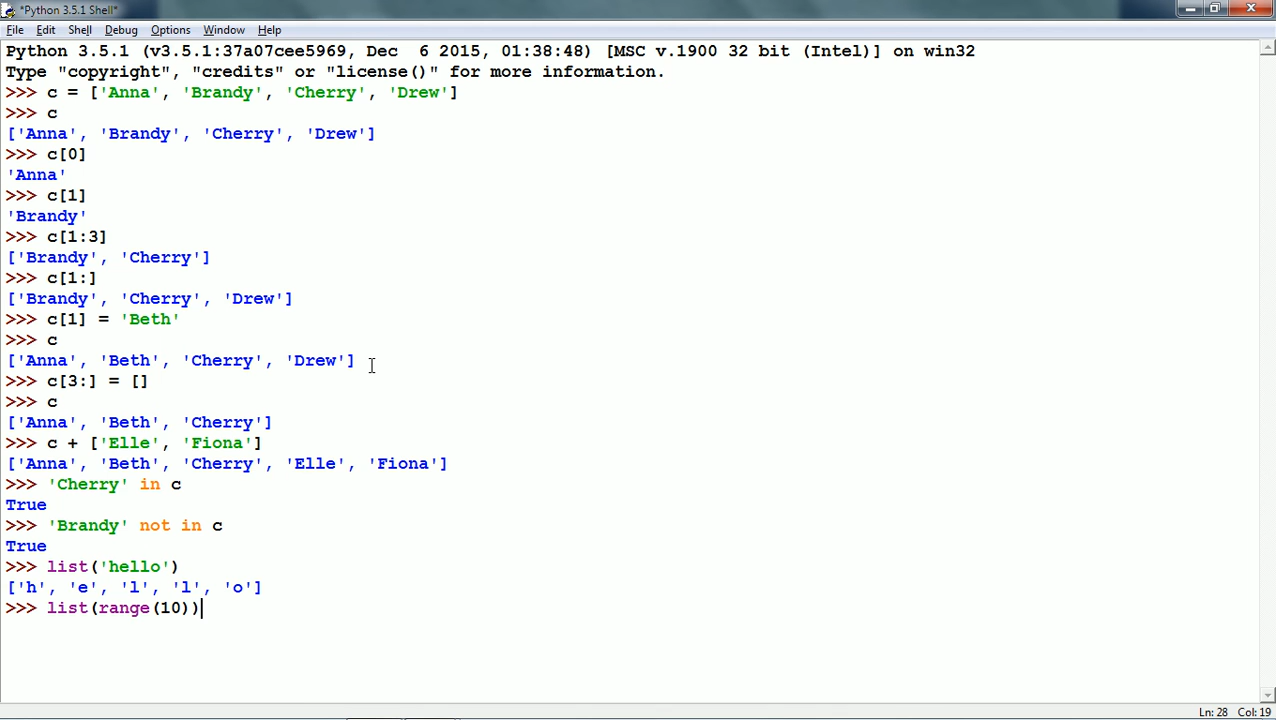 *Python 3.5.1 Shell*
File Edit Shell Debug Options Window Help
Python 3.5.1 (v3.5.1:37a07cee5969, Dec  6 2015, 01:38:48) [MSC v.1900 32 bit (Intel)] on win32
Type "copyright", "credits" or "license()" for more information.
>>> c = ['Anna', 'Brandy', 'Cherry', 'Drew']
>>> c
['Anna', 'Brandy', 'Cherry', 'Drew']
>>> c[0]
'Anna'
>>> c[1]
'Brandy'
>>> c[1:3]
['Brandy', 'Cherry']
>>> c[1:]
['Brandy', 'Cherry', 'Drew']
>>> c[1] = 'Beth'
>>> c
['Anna', 'Beth', 'Cherry', 'Drew']
>>> c[3:] = []
>>> c
['Anna', 'Beth', 'Cherry']
>>> c + ['Elle', 'Fiona']
['Anna', 'Beth', 'Cherry', 'Elle', 'Fiona']
>>> 'Cherry' in c
True
>>> 'Brandy' not in c
True
>>> list('hello')
['h', 'e', 'l', 'l', 'o']
>>> list(range(10))
Ln: 28 Col: 19